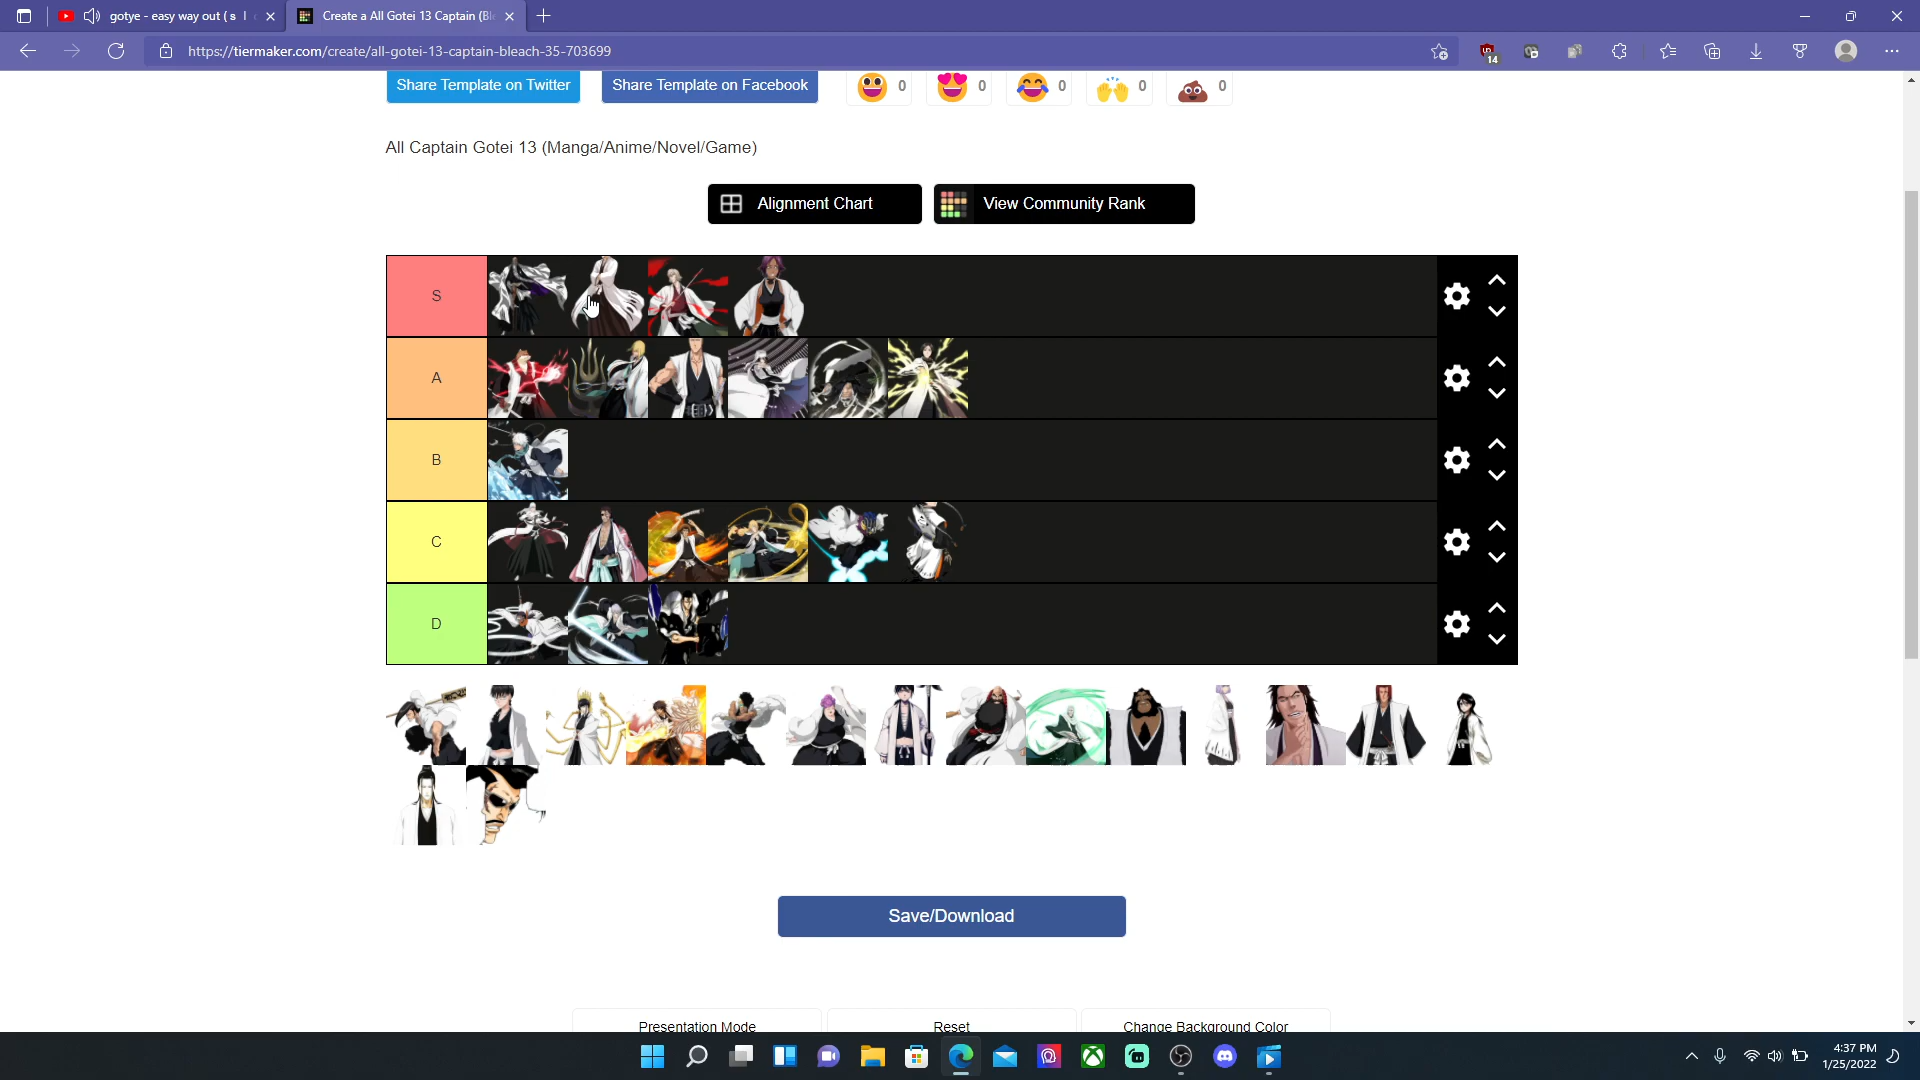 gotye - easy way out ( s l
Create a All Gotei 13 Captain (Bl
https://tiermaker.com/create/all-gotei-13-captain-bleach-35-703699
14
Share Template on Twitter
Share Template on Facebook
0
0
0
0
0
All Captain Gotei 13 (Manga/Anime/Novel/Game)
Alignment Chart
View Community Rank
S
A
B
C
D
Save/Download
Presentation Mode
Reset
Change Background Color
4:37 PM
1/25/2022